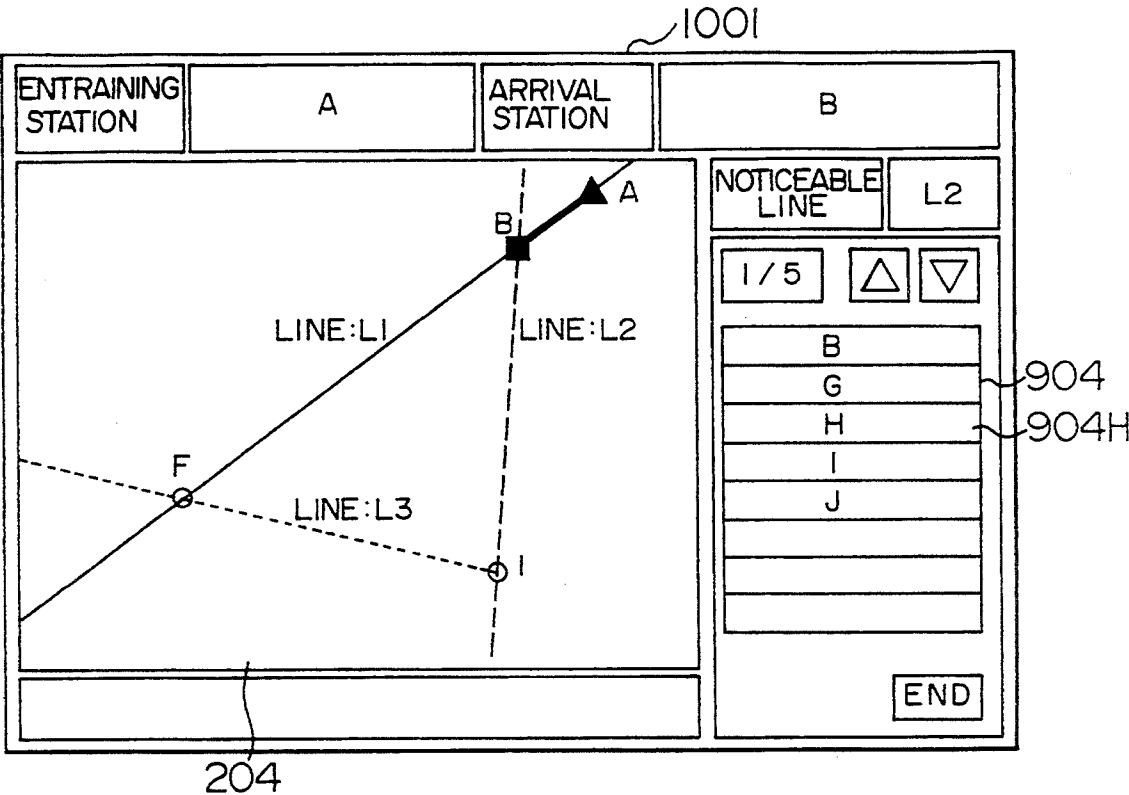 1001
ENTRAINING
STATION
A
ARRIVAL
STATION
B
NOTICEABLE
LINE
L2
A
B
LINE:L1
LINE:L2
F
LINE:L3
I
1/5
B
G
H
I
J
904
904H
END
204